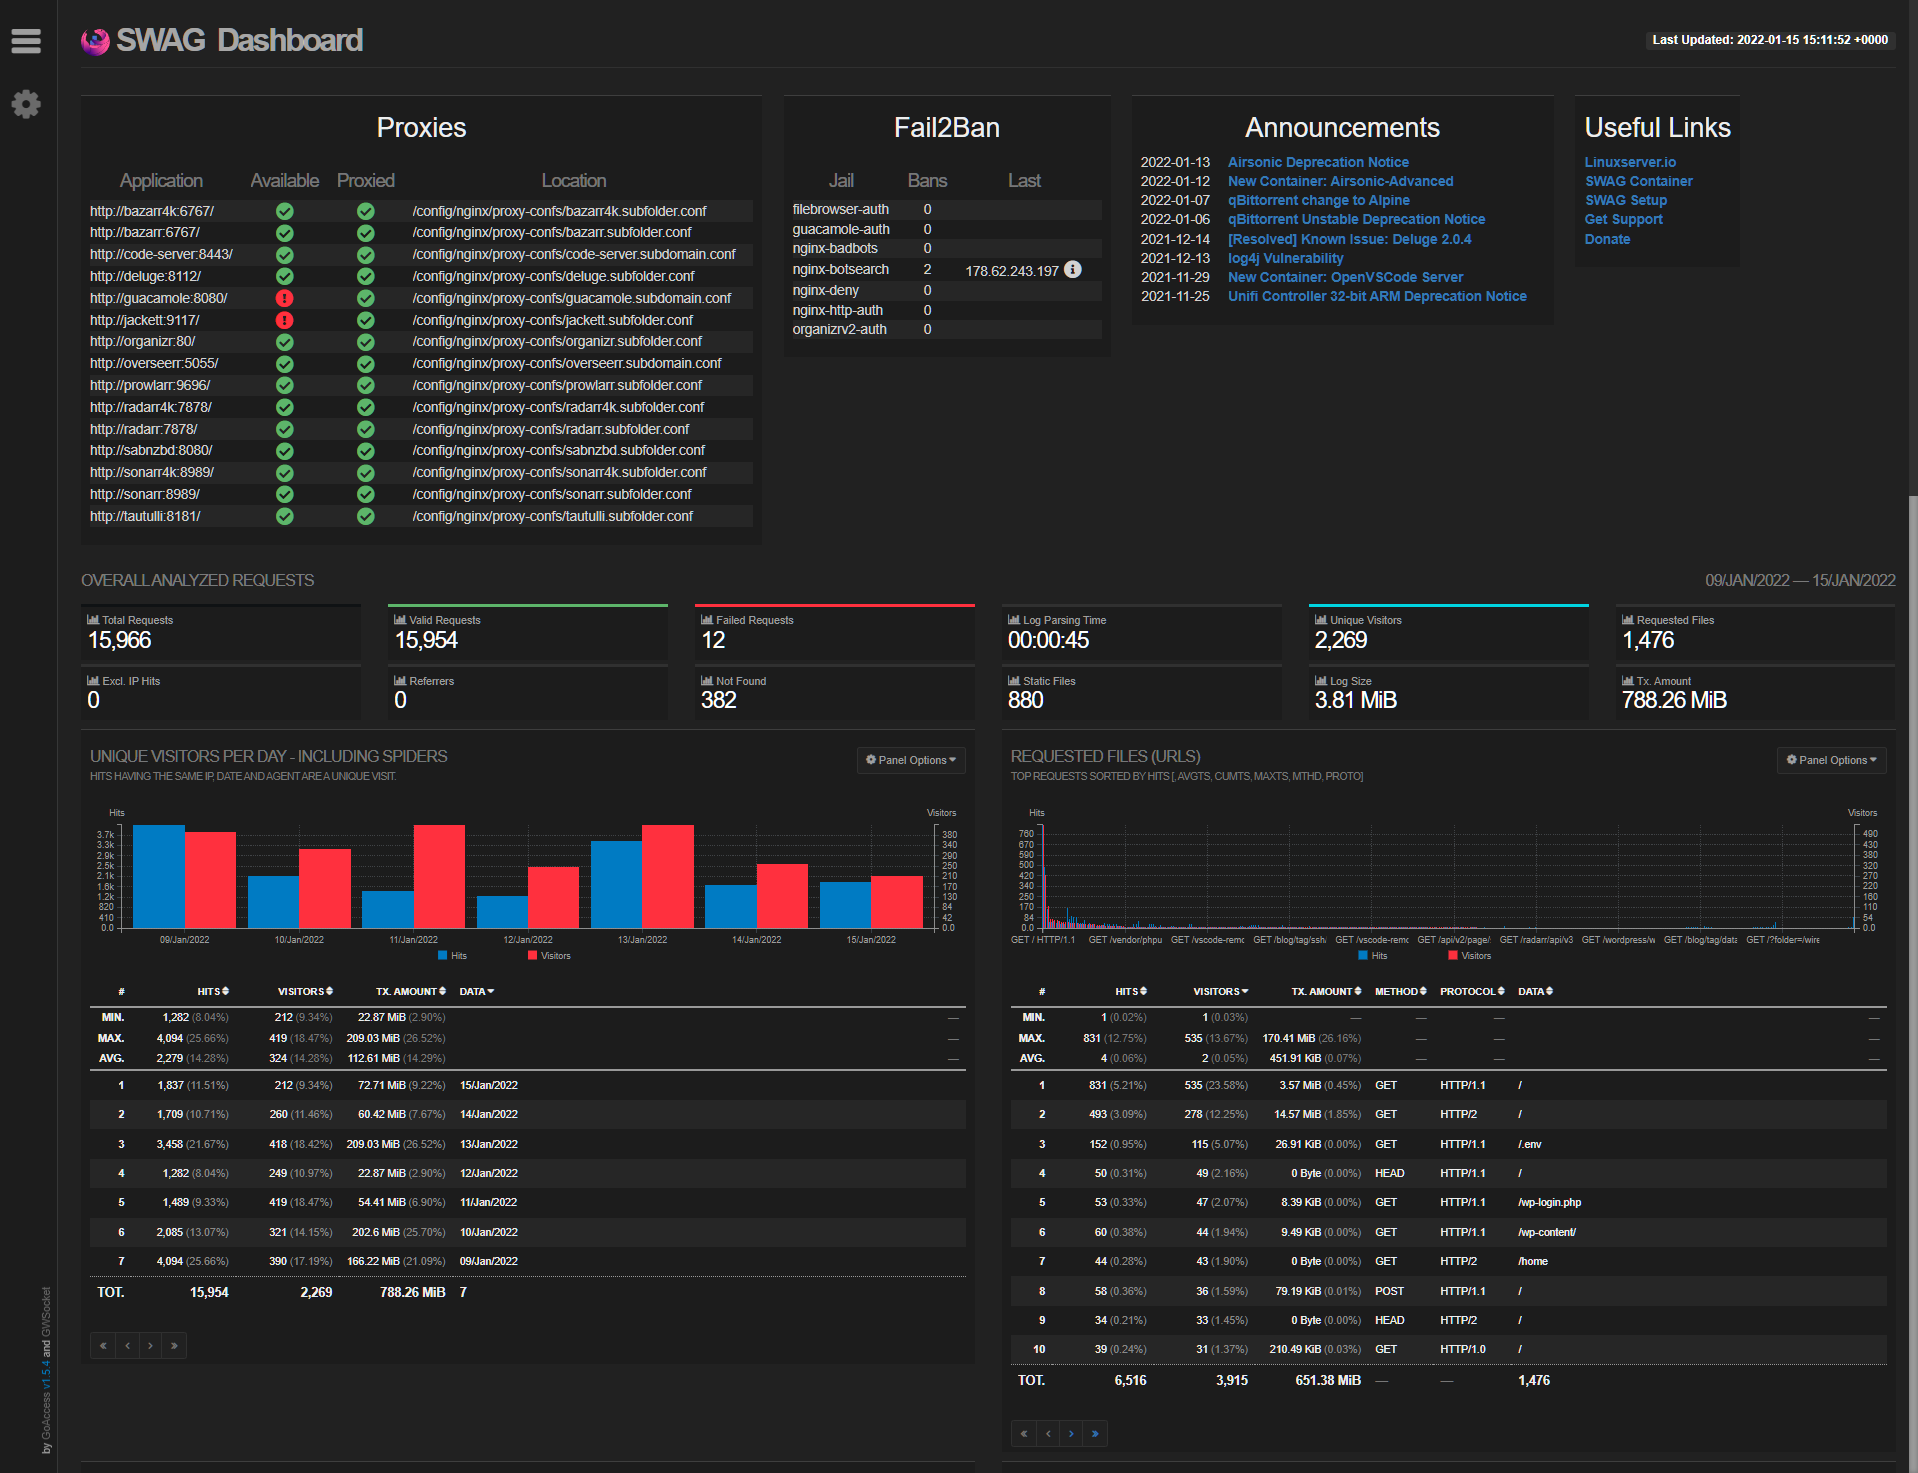 SWAG Dashboard
Last Updated: 2022-01-15 15:11:52 +0000
Proxies
Application Available Proxied Location
http://bazarr4k:6767/ /config/nginx/proxy-confs/bazarr4k.subfolder.conf
http://bazarr:6767/ /config/nginx/proxy-confs/bazarr.subfolder.conf
http://code-server:8443/ /config/nginx/proxy-confs/code-server.subdomain.conf
http://deluge:8112/ /config/nginx/proxy-confs/deluge.subfolder.conf
http://guacamole:8080/ /config/nginx/proxy-confs/guacamole.subdomain.conf
http://jackett:9117/ /config/nginx/proxy-confs/jackett.subfolder.conf
http://organizr:80/ /config/nginx/proxy-confs/organizr.subfolder.conf
http://overseerr:5055/ /config/nginx/proxy-confs/overseerr.subdomain.conf
http://prowlarr:9696/ /config/nginx/proxy-confs/prowlarr.subfolder.conf
http://radarr4k:7878/ /config/nginx/proxy-confs/radarr4k.subfolder.conf
http://radarr:7878/ /config/nginx/proxy-confs/radarr.subfolder.conf
http://sabnzbd:8080/ /config/nginx/proxy-confs/sabnzbd.subfolder.conf
http://sonarr4k:8989/ /config/nginx/proxy-confs/sonarr4k.subfolder.conf
http://sonarr:8989/ /config/nginx/proxy-confs/sonarr.subfolder.conf
http://tautulli:8181/ /config/nginx/proxy-confs/tautulli.subfolder.conf
Fail2Ban
Jail Bans Last
filebrowser-auth 0
guacamole-auth 0
nginx-badbots 0
nginx-botsearch 2 178.62.243.197
nginx-deny 0
nginx-http-auth 0
organizrv2-auth 0
Announcements
2022-01-13 Airsonic Deprecation Notice
2022-01-12 New Container: Airsonic-Advanced
2022-01-07 qBittorrent change to Alpine
2022-01-06 qBittorrent Unstable Deprecation Notice
2021-12-14 [Resolved] Known Issue: Deluge 2.0.4
2021-12-13 log4j Vulnerability
2021-11-29 New Container: OpenVSCode Server
2021-11-25 Unifi Controller 32-bit ARM Deprecation Notice
Useful Links
Linuxserver.io
SWAG Container
SWAG Setup
Get Support
Donate
OVERALL ANALYZED REQUESTS
09/JAN/2022 — 15/JAN/2022
Total Requests
15,966
Valid Requests
15,954
Failed Requests
12
Log Parsing Time
00:00:45
Unique Visitors
2,269
Requested Files
1,476
Excl. IP Hits
0
Referrers
0
Not Found
382
Static Files
880
Log Size
3.81 MiB
Tx. Amount
788.26 MiB
UNIQUE VISITORS PER DAY - INCLUDING SPIDERS
Panel Options
HITS HAVING THE SAME IP, DATE AND AGENT ARE A UNIQUE VISIT.
Hits Visitors
3.7k 380
3.3k 340
2.9k 290
2.5k 250
2.1k 210
1.6k 170
1.2k 130
820 84
410 42
0.0 0.0
09/Jan/2022 10/Jan/2022 11/Jan/2022 12/Jan/2022 13/Jan/2022 14/Jan/2022 15/Jan/2022
Hits Visitors
# HITS VISITORS TX. AMOUNT DATA
MIN. 1,282 (8.04%) 212 (9.34%) 22.87 MiB (2.90%) —
MAX. 4,094 (25.66%) 419 (18.47%) 209.03 MiB (26.52%) —
AVG. 2,279 (14.28%) 324 (14.28%) 112.61 MiB (14.29%) —
1 1,837 (11.51%) 212 (9.34%) 72.71 MiB (9.22%) 15/Jan/2022
2 1,709 (10.71%) 260 (11.46%) 60.42 MiB (7.67%) 14/Jan/2022
3 3,458 (21.67%) 418 (18.42%) 209.03 MiB (26.52%) 13/Jan/2022
4 1,282 (8.04%) 249 (10.97%) 22.87 MiB (2.90%) 12/Jan/2022
5 1,489 (9.33%) 419 (18.47%) 54.41 MiB (6.90%) 11/Jan/2022
6 2,085 (13.07%) 321 (14.15%) 202.6 MiB (25.70%) 10/Jan/2022
7 4,094 (25.66%) 390 (17.19%) 166.22 MiB (21.09%) 09/Jan/2022
TOT. 15,954 2,269 788.26 MiB 7
« ‹ › »
REQUESTED FILES (URLS)
Panel Options
TOP REQUESTS SORTED BY HITS [, AVGTS, CUMTS, MAXTS, MTHD, PROTO]
Hits Visitors
760 490
670 430
590 380
500 320
420 270
340 220
250 160
170 110
84 54
0.0 0.0
GET / HTTP/1.1 GET /vendor/phpu GET /vscode-remo GET /blog/tag/ssh/ GET /vscode-remo GET /api/v2/page/ GET /radarr/api/v3 GET /wordpress/w GET /blog/tag/data GET /?folder=/wire
Hits Visitors
# HITS VISITORS TX. AMOUNT METHOD PROTOCOL DATA
MIN. 1 (0.02%) 1 (0.03%) — — — —
MAX. 831 (12.75%) 535 (13.67%) 170.41 MiB (26.16%) — — —
AVG. 4 (0.06%) 2 (0.05%) 451.91 KiB (0.07%) — — —
1 831 (5.21%) 535 (23.58%) 3.57 MiB (0.45%) GET HTTP/1.1 /
2 493 (3.09%) 278 (12.25%) 14.57 MiB (1.85%) GET HTTP/2 /
3 152 (0.95%) 115 (5.07%) 26.91 KiB (0.00%) GET HTTP/1.1 /.env
4 50 (0.31%) 49 (2.16%) 0 Byte (0.00%) HEAD HTTP/1.1 /
5 53 (0.33%) 47 (2.07%) 8.39 KiB (0.00%) GET HTTP/1.1 /wp-login.php
6 60 (0.38%) 44 (1.94%) 9.49 KiB (0.00%) GET HTTP/1.1 /wp-content/
7 44 (0.28%) 43 (1.90%) 0 Byte (0.00%) GET HTTP/2 /home
8 58 (0.36%) 36 (1.59%) 79.19 KiB (0.01%) POST HTTP/1.1 /
9 34 (0.21%) 33 (1.45%) 0 Byte (0.00%) HEAD HTTP/2 /
10 39 (0.24%) 31 (1.37%) 210.49 KiB (0.03%) GET HTTP/1.0 /
TOT. 6,516 3,915 651.38 MiB — — 1,476
« ‹ › »
by GoAccess v1.5.4 and GWSocket